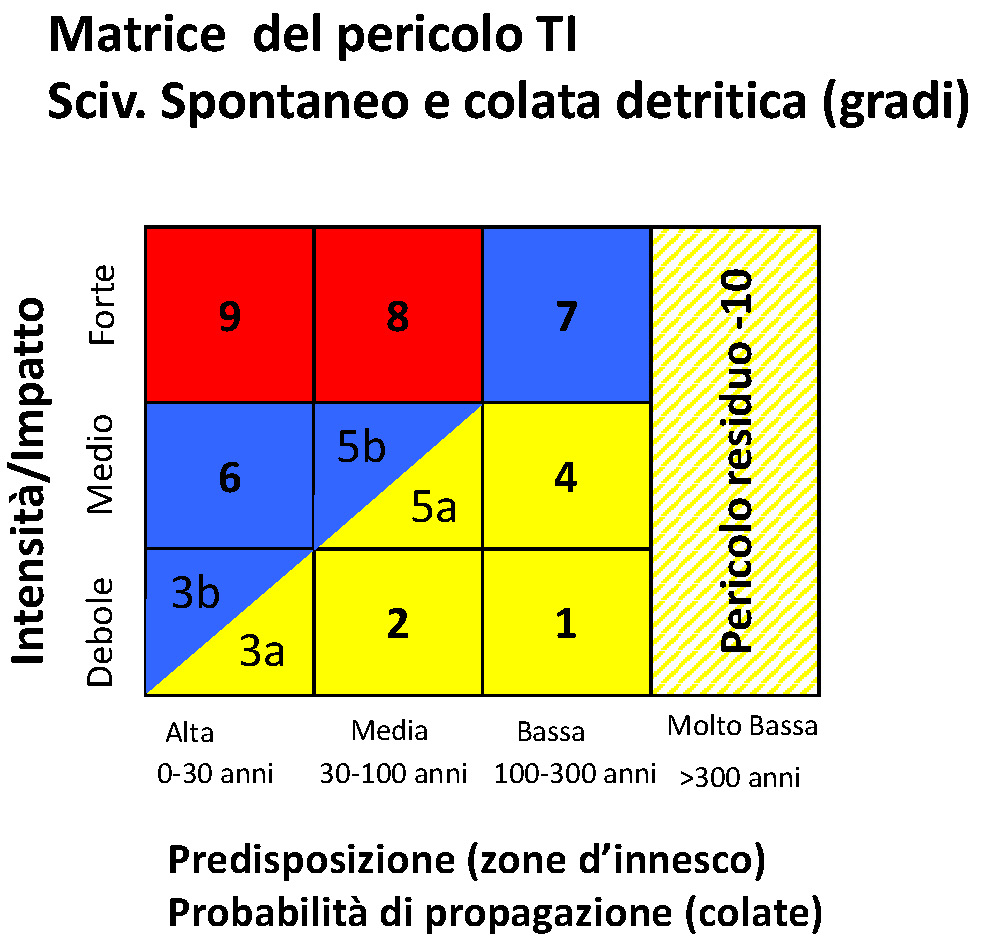 Matrice del pericolo TI
Sciv. Spontaneo e colata detritica (gradi)
Intensità/Impatto
Forte
Medio
Debole
9
8
7
6
5b
5a
4
3b
3a
2
1
Pericolo residuo -10
Alta
Media
Bassa
Molto Bassa
0-30 anni
30-100 anni
100-300 anni
>300 anni
Predisposizione (zone d’innesco)
Probabilità di propagazione (colate)